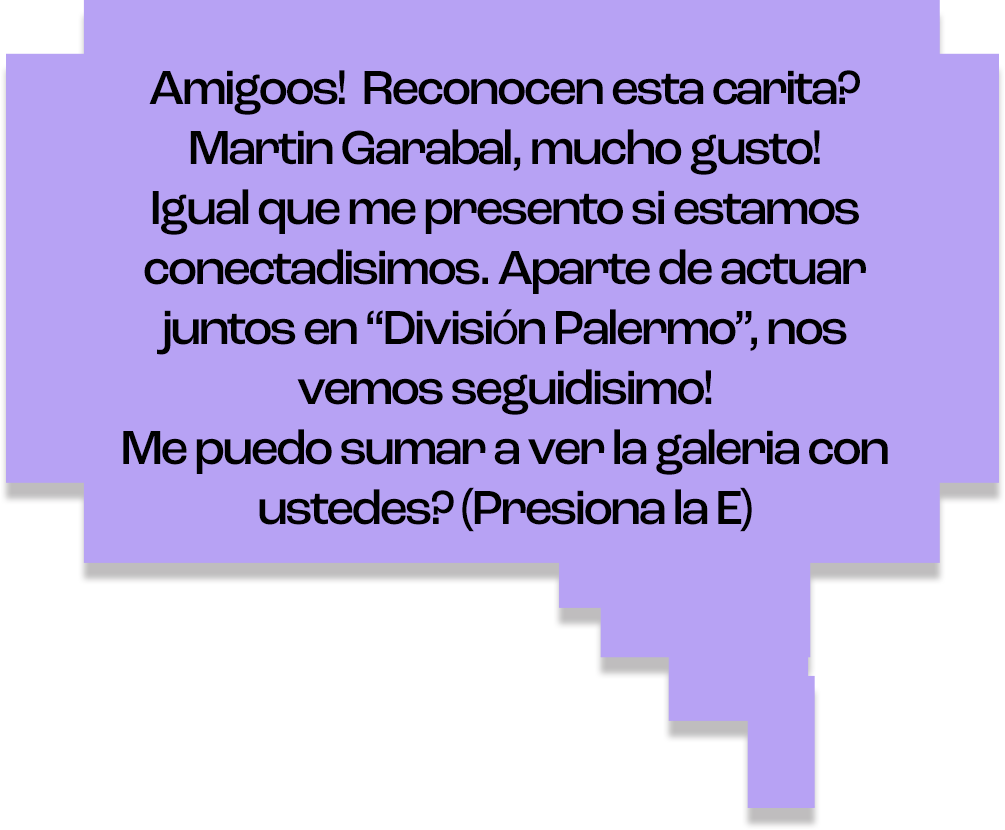 Amigoos!  Reconocen esta carita?
Martin Garabal, mucho gusto!
Igual que me presento si estamos
conectadisimos. Aparte de actuar
juntos en “División Palermo”, nos
vemos seguidisimo!
Me puedo sumar a ver la galeria con
ustedes? (Presiona la E)